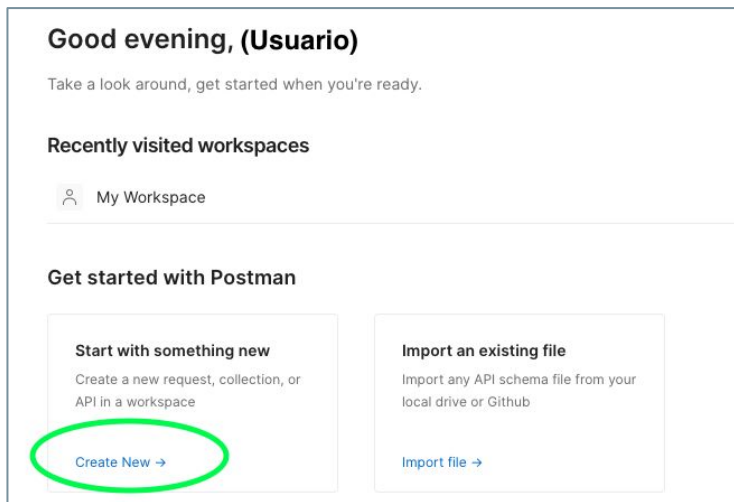 Good evening, (Usuario)
Take a look around, get started when you're ready.
Recently visited workspaces
My Workspace
Get started with Postman
Start with something new
Create a new request, collection, or
API in a workspace
Create New →
Import an existing file
Import any API schema file from your
local drive or Github
Import file →